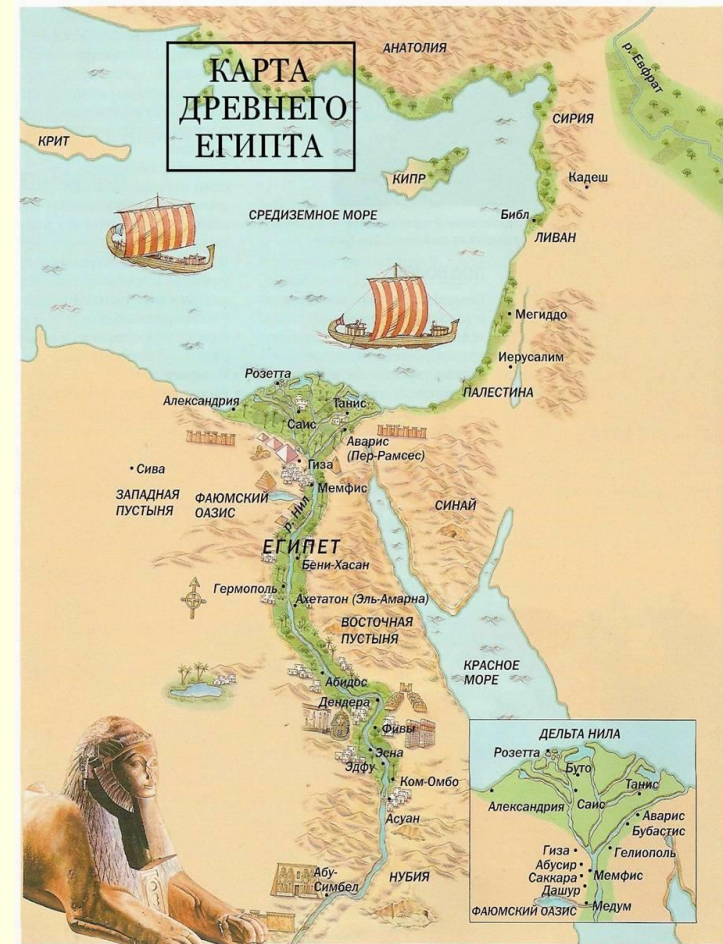 КАРТА
ДРЕВНЕГО
ЕГИПТА
АНАТОЛИЯ
р. Евфрат
СИРИЯ
КРИТ
КИПР
Кадеш
СРЕДИЗЕМНОЕ МОРЕ
Библ
ЛИВАН
Мегиддо
Иерусалим
ПАЛЕСТИНА
Розетта
Александрия
Танис
Саис
Аварис
(Пер-Рамсес)
Гиза
Сива
Мемфис
ЗАПАДНАЯ
ПУСТЫНЯ
ФАЮМСКИЙ
ОАЗИС
р. Нил
СИНАЙ
ЕГИПЕТ
Бени-Хасан
Гермополь
Ахетатон (Эль-Амарна)
ВОСТОЧНАЯ
ПУСТЫНЯ
КРАСНОЕ
МОРЕ
Абидос
Дендера
Фивы
Эсна
Эдфу
Ком-Омбо
Асуан
Абу-
Симбел
НУБИЯ
ДЕЛЬТА НИЛА
Розетта
Буто
Танис
Александрия
Саис
Аварис
Бубастис
Гиза
Гелиополь
Абусир
Саккара
Мемфис
Дашур
ФАЮМСКИЙ ОАЗИС
Медум